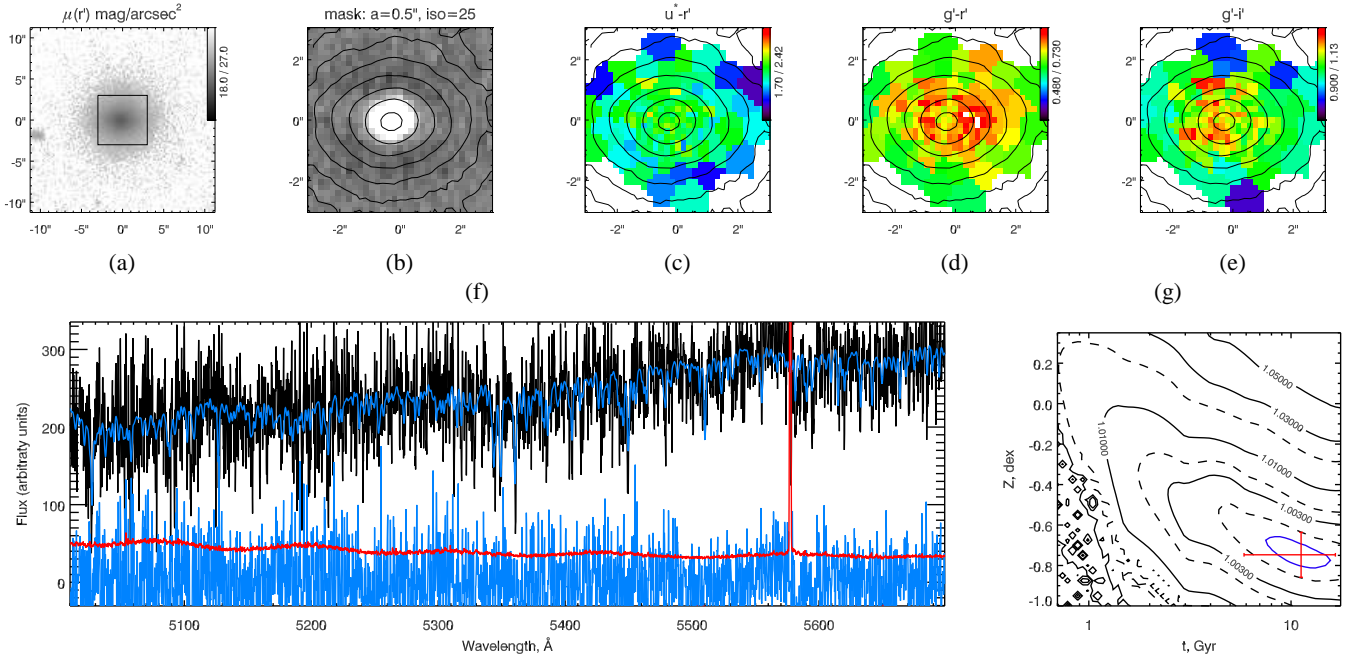 μ(r') mag/arcsec²
mask: a=0.5", iso=25
u*-r'
g'-r'
g'-i'
10"
5"
0"
-5"
-10"
-10" -5" 0" 5" 10"
18.0 / 27.0
2"
0"
-2"
-2" 0" 2"
2"
0"
-2"
-2" 0" 2"
1.70 / 2.42
2"
0"
-2"
-2" 0" 2"
0.480 / 0.730
2"
0"
-2"
-2" 0" 2"
0.900 / 1.13
(a)
(b)
(c)
(d)
(e)
(f)
(g)
Flux (arbitraty units)
300
200
100
0
5100 5200 5300 5400 5500 5600
Wavelength, Å
Z, dex
0.2
0.0
-0.2
-0.4
-0.6
-0.8
-1.0
1 10
t, Gyr
1.05000
1.03000
1.01000
1.01000
1.00300
1.00300